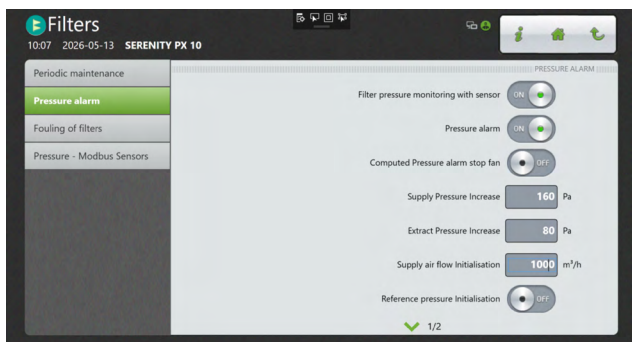 Filters
10:07 2026-05-13 SERENITY PX 10
Periodic maintenance
Pressure alarm
Fouling of filters
Pressure - Modbus Sensors
PRESSURE ALARM
Filter pressure monitoring with sensor ON
Pressure alarm ON
Computed Pressure alarm stop fan OFF
Supply Pressure Increase 160 Pa
Extract Pressure Increase 80 Pa
Supply air flow Initialisation 1000 m³/h
Reference pressure Initialisation OFF
1/2